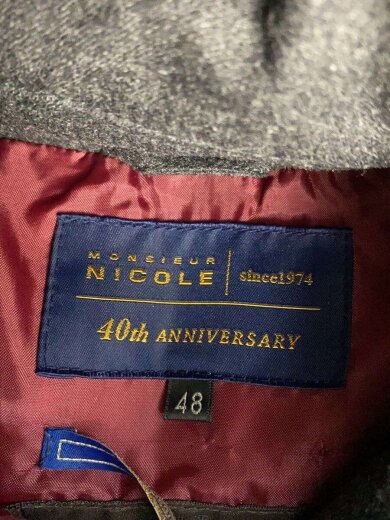 MONSIEUR
NICOLE
since1974
40th ANNIVERSARY
48